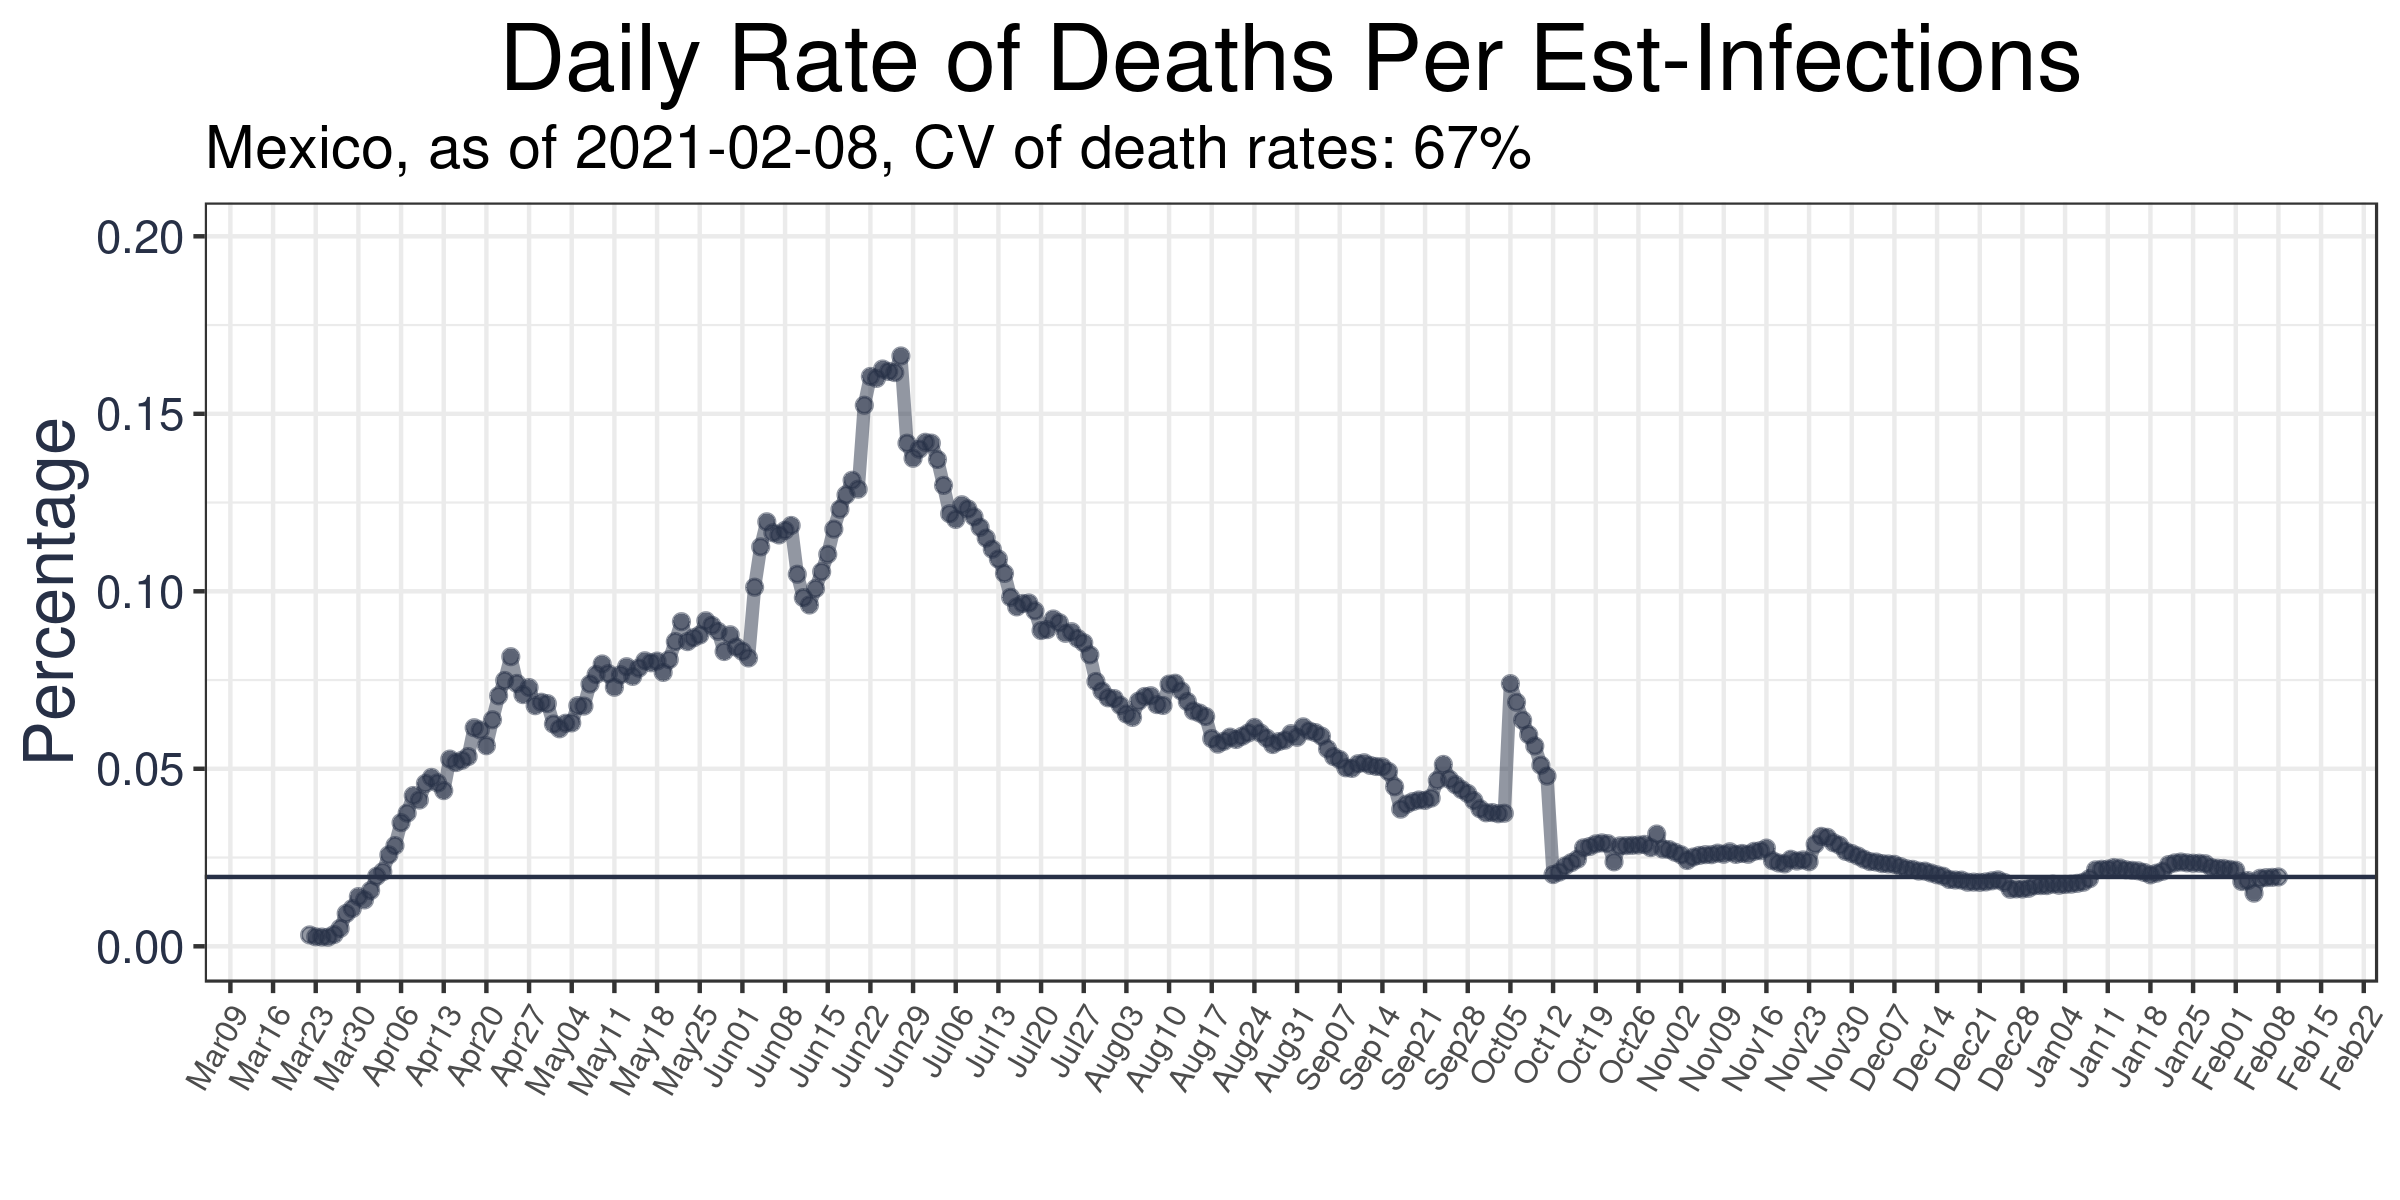 Daily Rate of Deaths Per Est-Infections
Mexico, as of 2021-02-08, CV of death rates: 67%
Percentage
0.20
0.15
0.10
0.05
0.00
Mar09
Mar16
Mar23
Mar30
Apr06
Apr13
Apr20
Apr27
May04
May11
May18
May25
Jun01
Jun08
Jun15
Jun22
Jun29
Jul06
Jul13
Jul20
Jul27
Aug03
Aug10
Aug17
Aug24
Aug31
Sep07
Sep14
Sep21
Sep28
Oct05
Oct12
Oct19
Oct26
Nov02
Nov09
Nov16
Nov23
Nov30
Dec07
Dec14
Dec21
Dec28
Jan04
Jan11
Jan18
Jan25
Feb01
Feb08
Feb15
Feb22